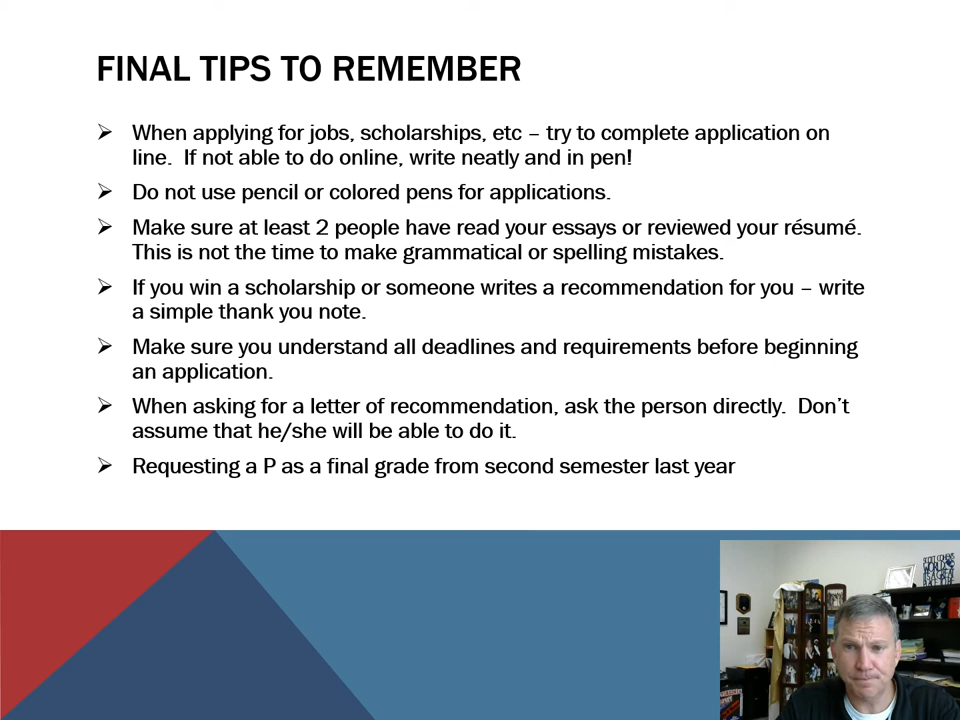 FINAL TIPS TO REMEMBER
➢ When applying for jobs, scholarships, etc – try to complete application on
line.  If not able to do online, write neatly and in pen!
➢ Do not use pencil or colored pens for applications.
➢ Make sure at least 2 people have read your essays or reviewed your résumé.
This is not the time to make grammatical or spelling mistakes.
➢ If you win a scholarship or someone writes a recommendation for you – write
a simple thank you note.
➢ Make sure you understand all deadlines and requirements before beginning
an application.
➢ When asking for a letter of recommendation, ask the person directly.  Don't
assume that he/she will be able to do it.
➢ Requesting a P as a final grade from second semester last year